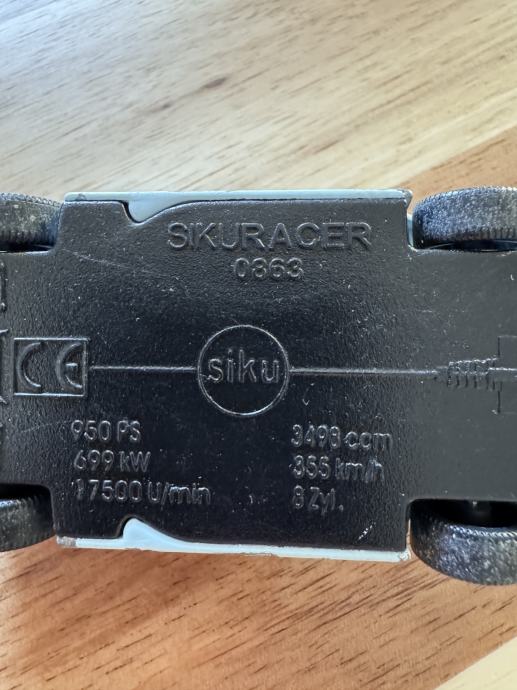 SIKURACER
0863
CE
siku
950 PS
699 kW
17500 U/min
3498 ccm
355 km/h
8 Zyl.